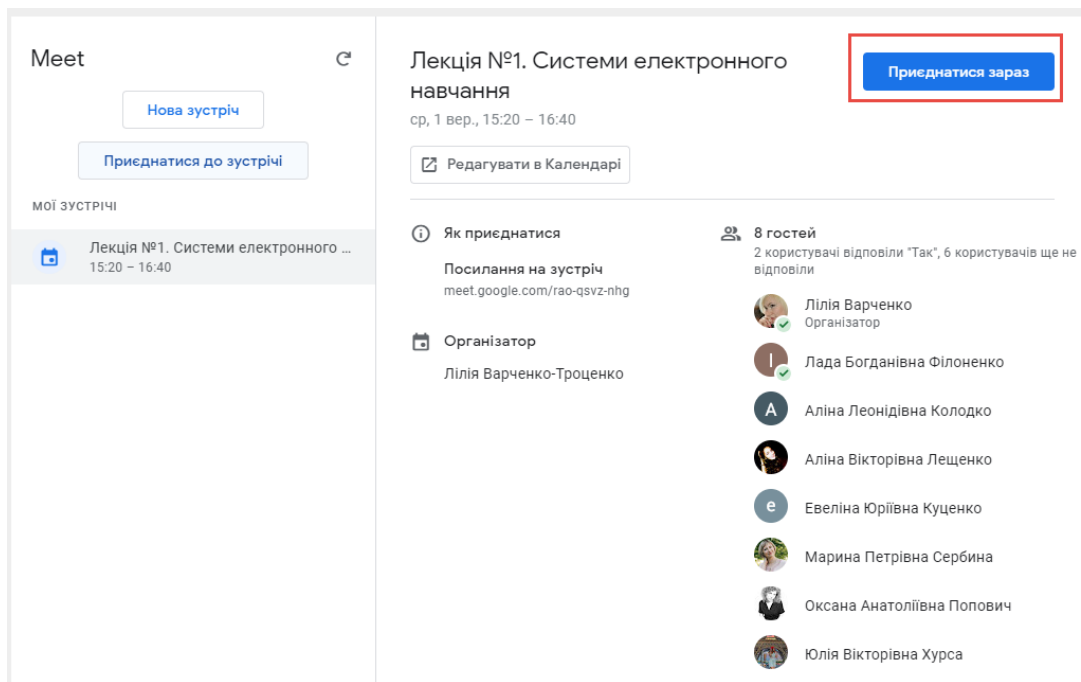 Meet
Нова зустріч
Приєднатися до зустрічі
МОЇ ЗУСТРІЧІ
Лекція №1. Системи електронного ...
15:20 – 16:40
Лекція №1. Системи електронного
навчання
ср, 1 вер., 15:20 – 16:40
Приєднатися зараз
Редагувати в Календарі
Як приєднатися
Посилання на зустріч
meet.google.com/rao-qsvz-nhg
Організатор
Лілія Варченко-Троценко
8 гостей
2 користувачі відповіли "Так", 6 користувачів ще не
відповіли
Лілія Варченко
Організатор
І
Лада Богданівна Філоненко
А
Аліна Леонідівна Колодко
Аліна Вікторівна Лещенко
е
Евеліна Юріївна Куценко
Марина Петрівна Сербина
Оксана Анатоліївна Попович
Юлія Вікторівна Хурса